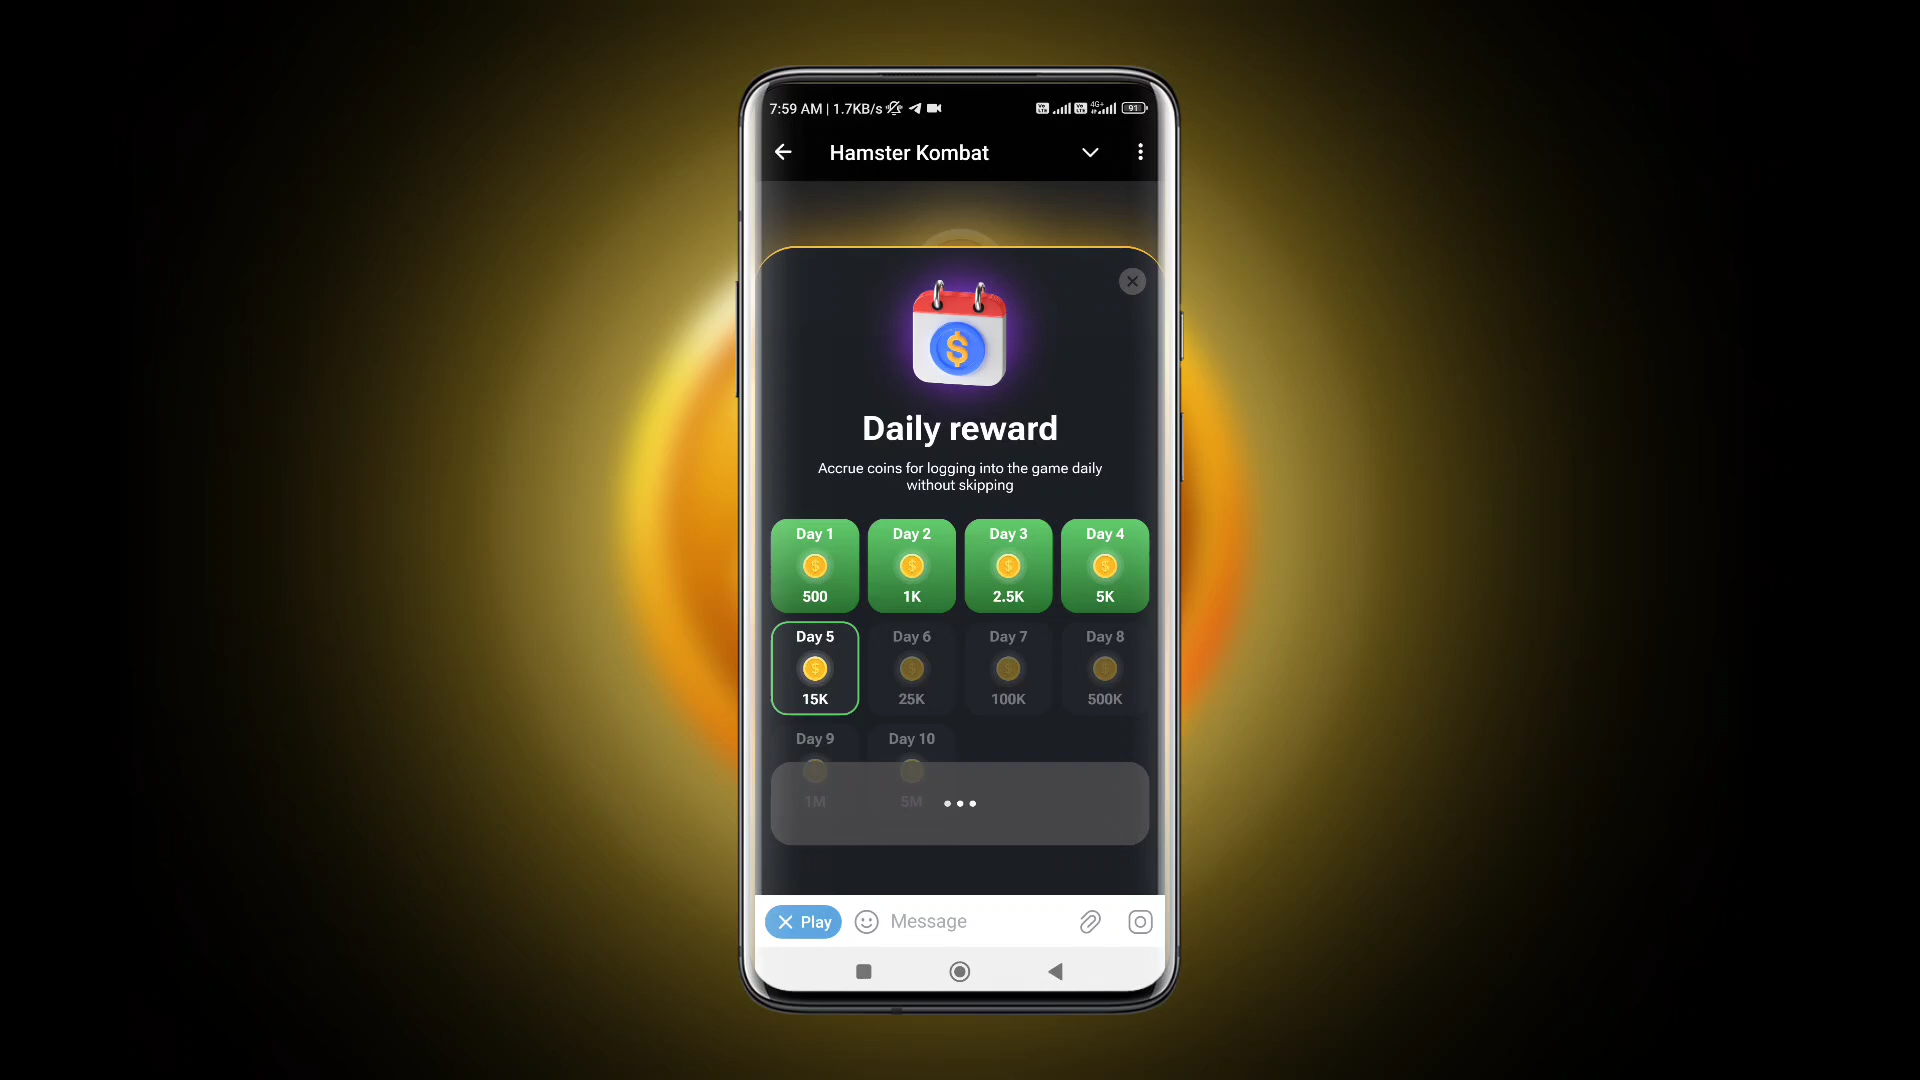 7:59 AM | 1.7KB/s
4G+
91
Hamster Kombat
Daily reward
Accrue coins for logging into the game daily
without skipping
Day 1
Day 2
Day 3
Day 4
500
1K
2.5K
5K
Day 5
Day 6
Day 7
Day 8
15K
25K
100K
500K
Day 9
Day 10
1M
5M
Play
Message